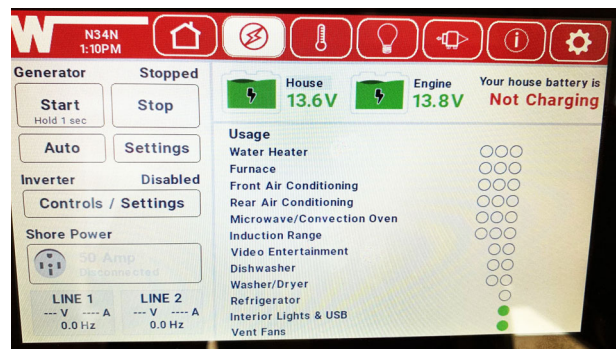 W
N34N
1:10PM
Generator Stopped
Start
Hold 1 sec
Stop
Auto
Settings
Inverter Disabled
Controls / Settings
Shore Power
50 Amp
Disconnected
LINE 1
--- V ---- A
0.0 Hz
LINE 2
--- V ---- A
0.0 Hz
House
13.6V
Engine
13.8V
Your house battery is
Not Charging
Usage
Water Heater
Furnace
Front Air Conditioning
Rear Air Conditioning
Microwave/Convection Oven
Induction Range
Video Entertainment
Dishwasher
Washer/Dryer
Refrigerator
Interior Lights & USB
Vent Fans